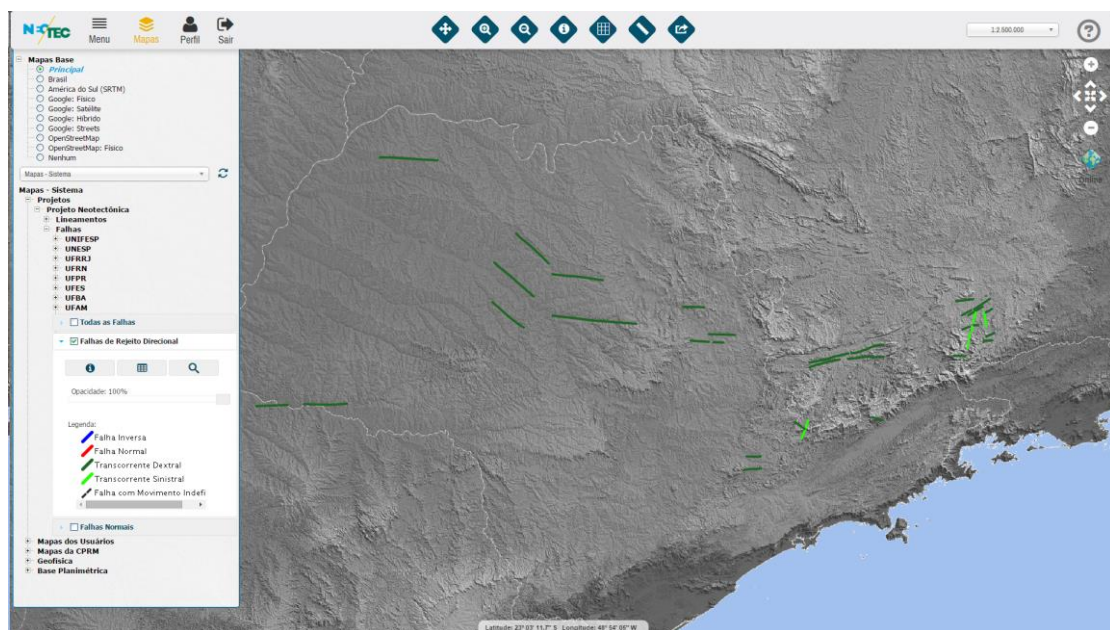 NEOTEC
Menu
Mapas
Perfil
Sair
1:2.500.000
Mapas Base
Principal
Brasil
América do Sul (SRTM)
Google: Físico
Google: Satélite
Google: Híbrido
Google: Streets
OpenStreetMap
OpenStreetMap: Físico
Nenhum
Mapas - Sistema
Mapas - Sistema
Projetos
Projeto Neotectônica
Lineamentos
Falhas
UNIFESP
UNESP
UFRRJ
UFRN
UFPR
UFES
UFBA
UFAM
Todas as Falhas
Falhas de Rejeito Direcional
Opacidade: 100%
Legenda:
Falha Inversa
Falha Normal
Transcorrente Dextral
Transcorrente Sinistral
Falha com Movimento Indefi
Falhas Normais
Mapas dos Usuários
Mapas da CPRM
Geofísica
Base Planimétrica
Online
Latitude: 23° 03' 11.7" S Longitude: 48° 54' 06" W